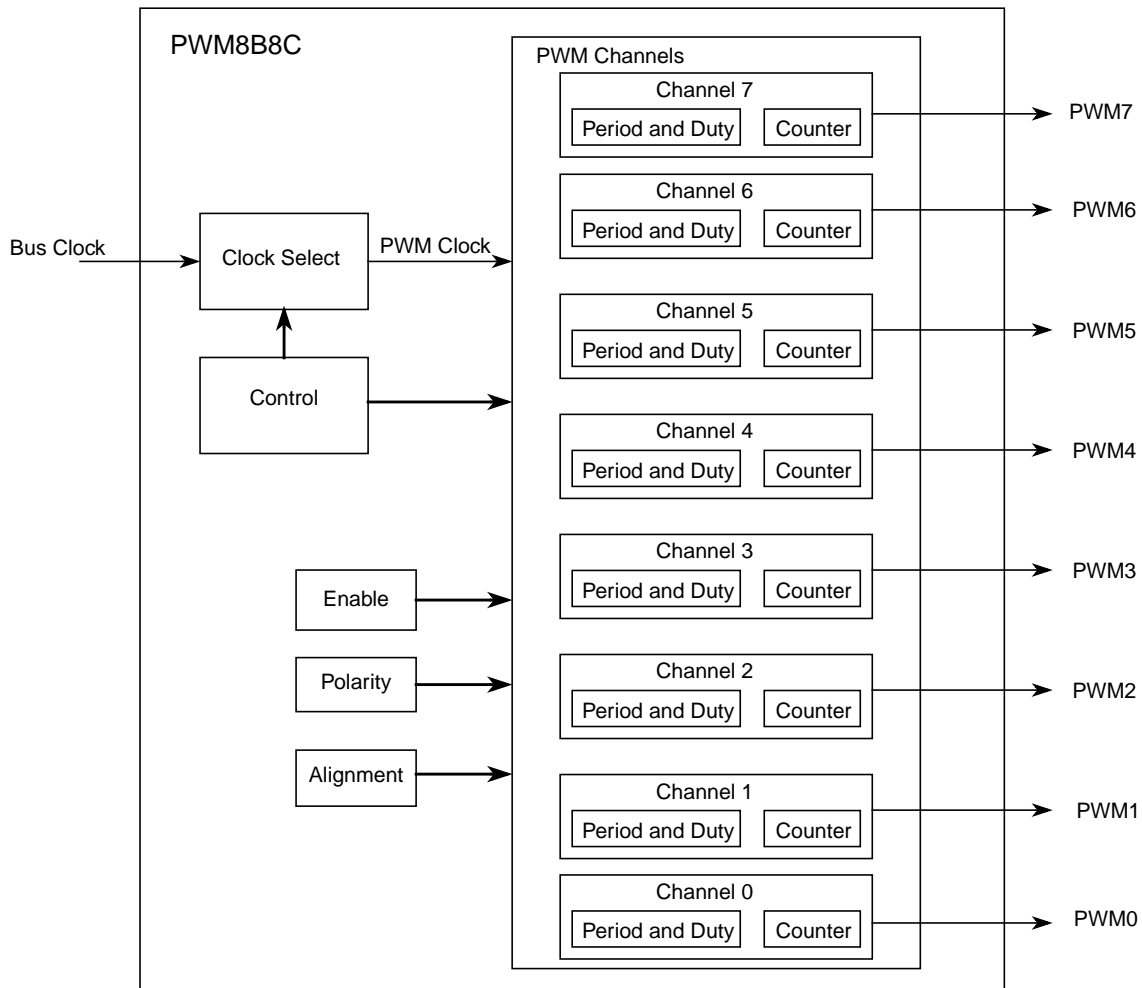 PWM8B8C
PWM Channels
Channel 7
Period and Duty
Counter
PWM7
Channel 6
Period and Duty
Counter
PWM6
Bus Clock
Clock Select
PWM Clock
Channel 5
Period and Duty
Counter
PWM5
Control
Channel 4
Period and Duty
Counter
PWM4
Channel 3
Period and Duty
Counter
PWM3
Enable
Polarity
Channel 2
Period and Duty
Counter
PWM2
Alignment
Channel 1
Period and Duty
Counter
PWM1
Channel 0
Period and Duty
Counter
PWM0